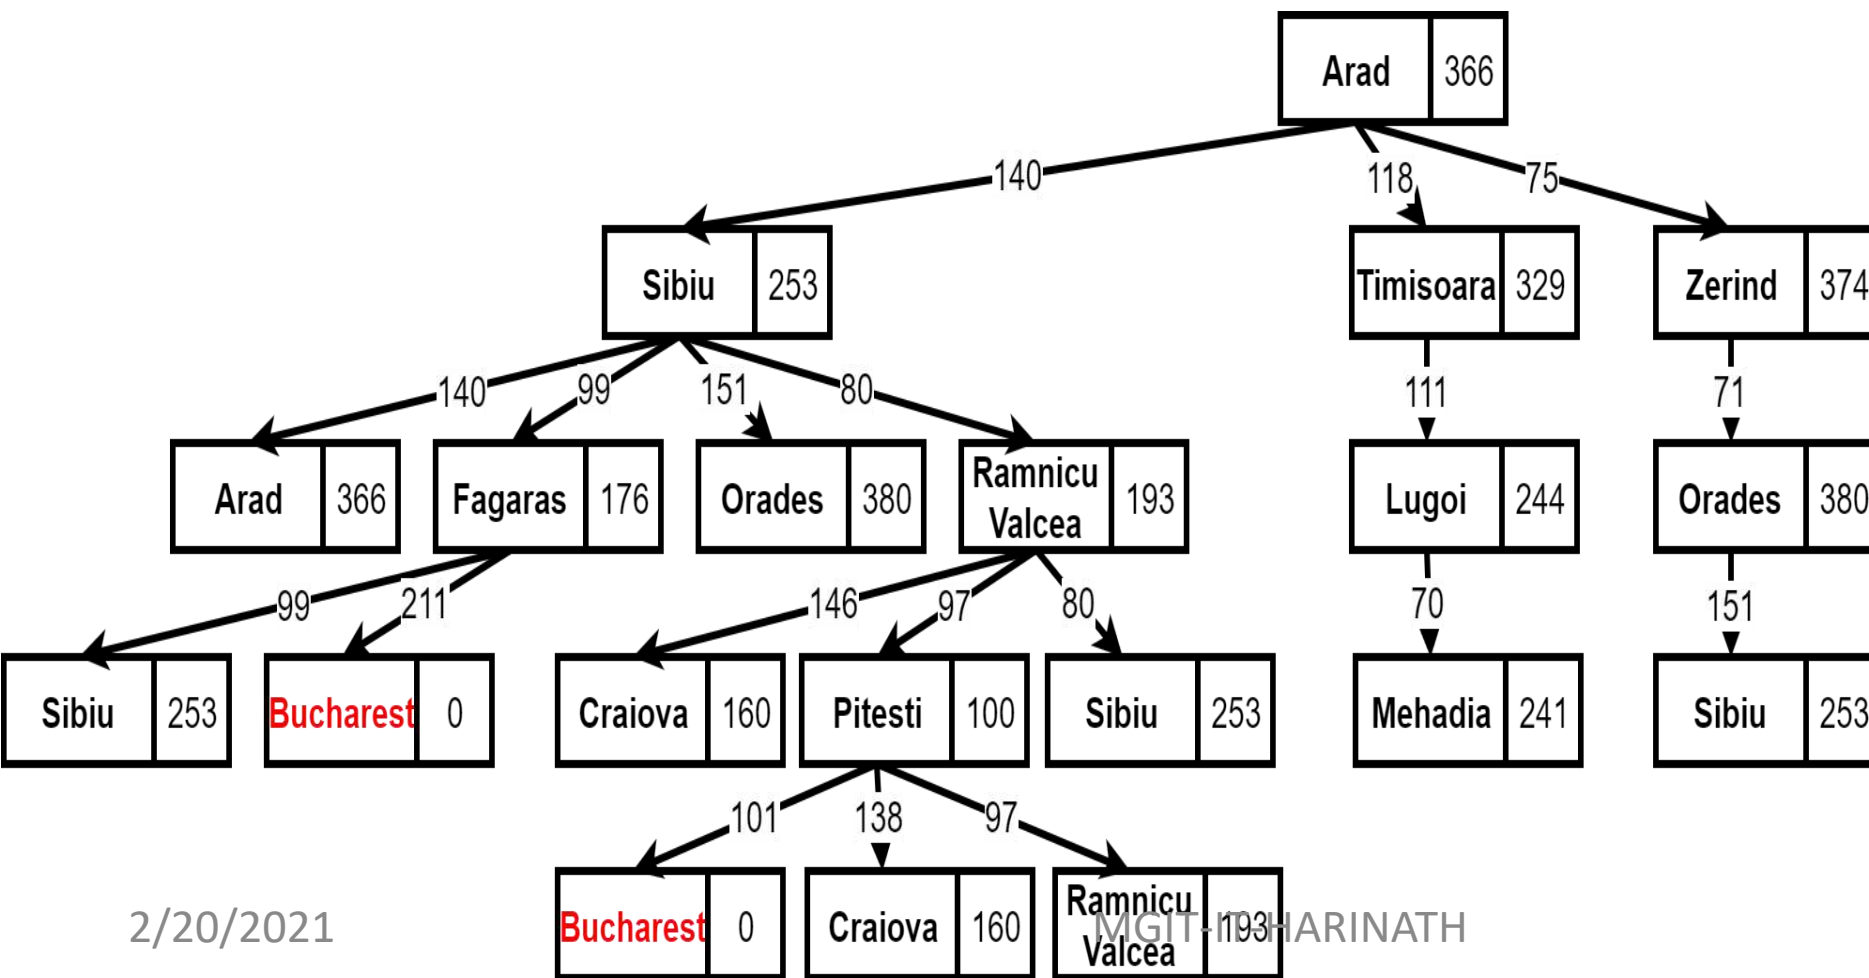 Arad 366
140 118 75
Sibiu 253 Timisoara 329 Zerind 374
140 99 151 80 111 71
Arad 366 Fagaras 176 Orades 380 Ramnicu Valcea 193 Lugoi 244 Orades 380
99 211 146 97 80 70 151
Sibiu 253 Bucharest 0 Craiova 160 Pitesti 100 Sibiu 253 Mehadia 241 Sibiu 253
101 138 97
Bucharest 0 Craiova 160 Ramnicu Valcea 193
2/20/2021 MGIT-IT-HARINATH